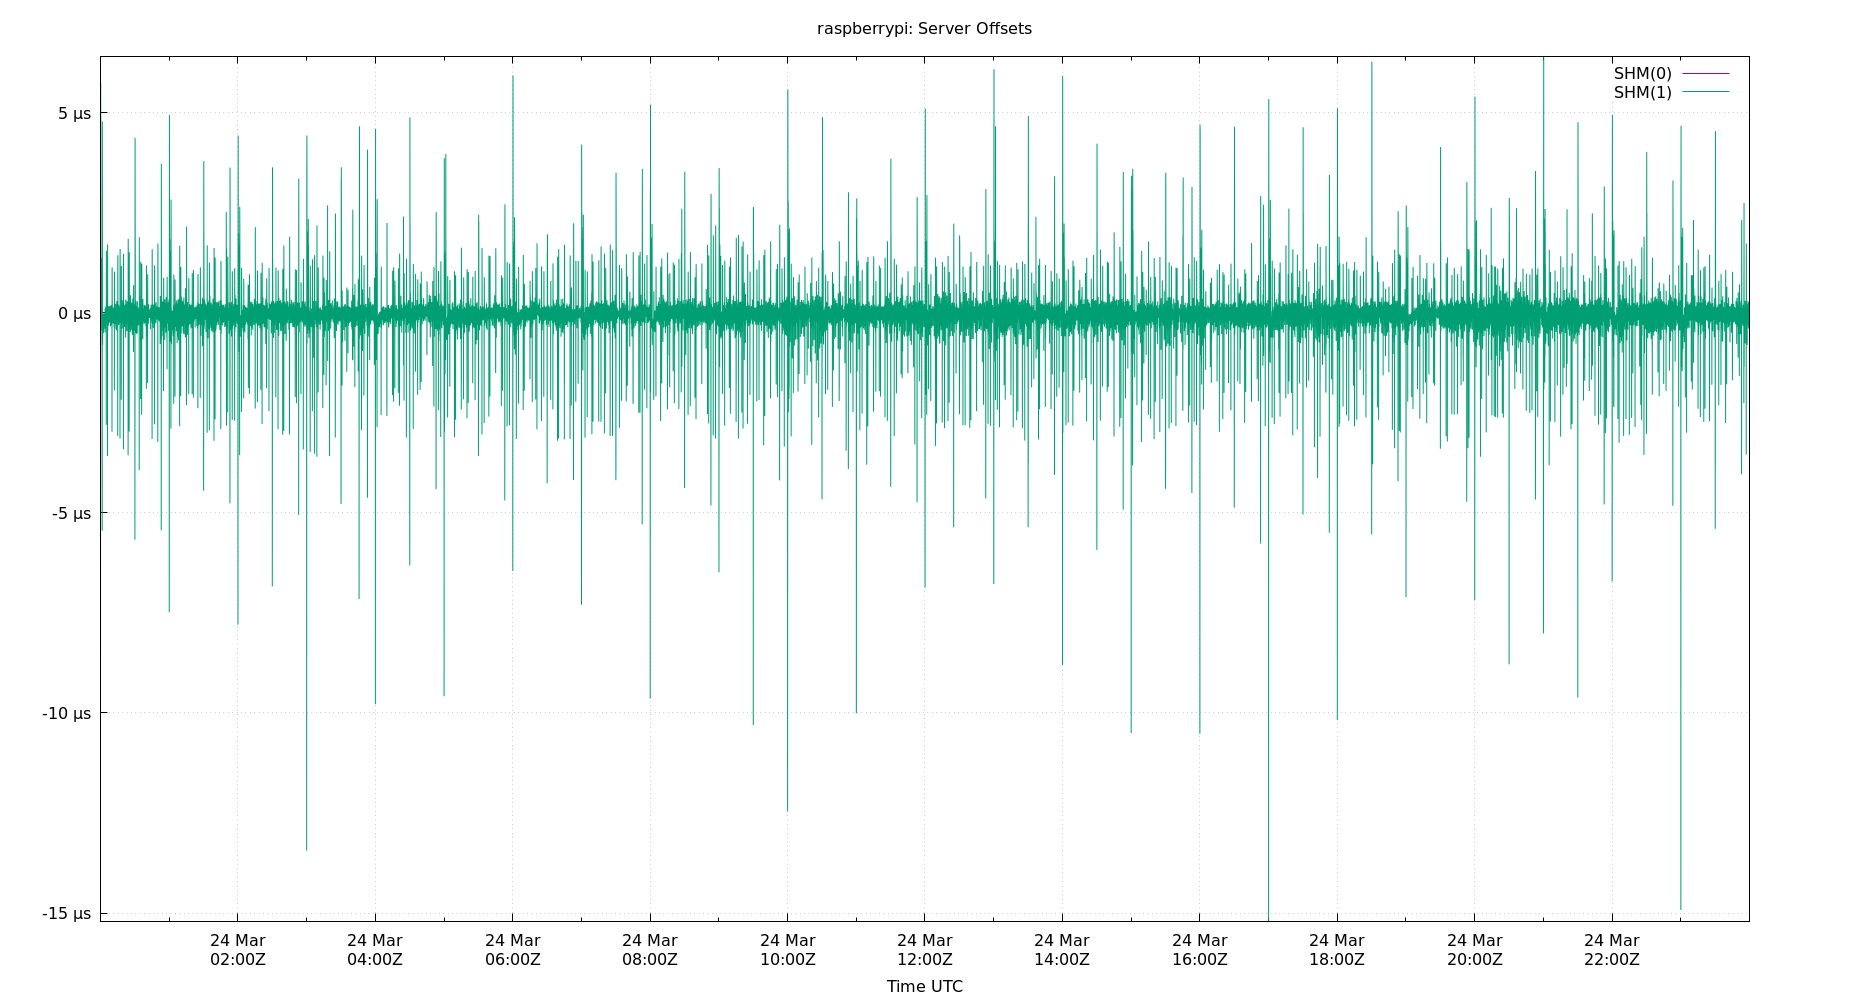 raspberrypi: Server Offsets
SHM(0)
SHM(1)
5 µs
0 µs
-5 µs
-10 µs
-15 µs
24 Mar 24 Mar 24 Mar 24 Mar 24 Mar 24 Mar 24 Mar 24 Mar 24 Mar 24 Mar 24 Mar
02:00Z 04:00Z 06:00Z 08:00Z 10:00Z 12:00Z 14:00Z 16:00Z 18:00Z 20:00Z 22:00Z
Time UTC